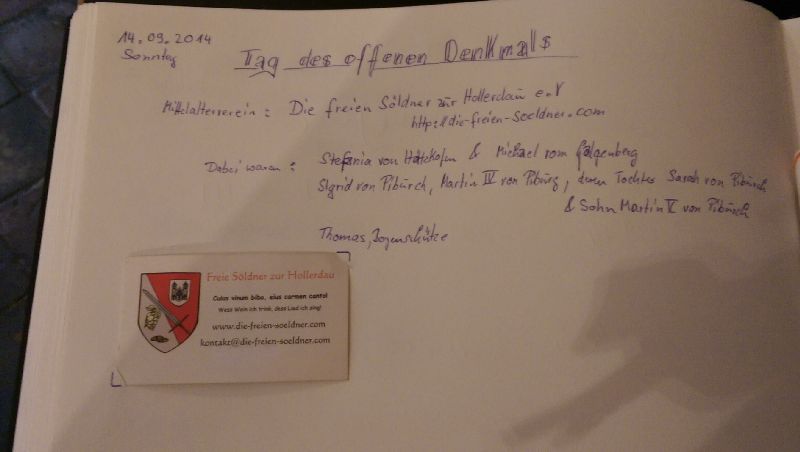 14.09.2014
Sonntag
Tag des offenen Denkmals
Mittelalterverein: Die freien Söldner zur Hollerdau e.V
http://die-freien-soeldner.com
Dabei waren: Stefania von & Michael vom Galgenberg
Sigrid von Piburch, Martin IV von Piburg, deren Tochter Sarah von Piburch
& Sohn Martin V von Piburch
Thomas, Bogenschütze
Freie Söldner zur Hollerdau
Cuius vinum bibo, eius carmen canto!
Wess Wein ich trink, dess Lied ich sing!
www.die-freien-soeldner.com
kontakt@die-freien-soeldner.com